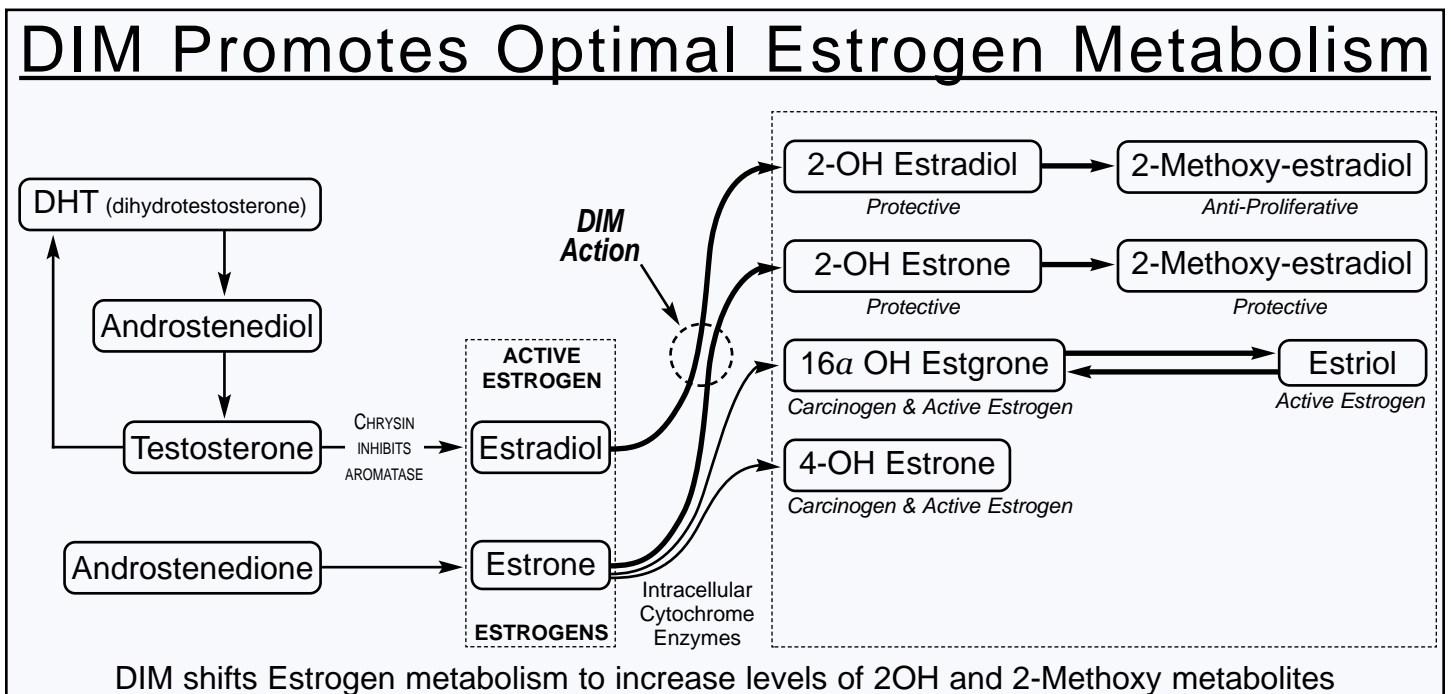 DIM Promotes Optimal Estrogen Metabolism
DHT (dihydrotestosterone)
Androstenediol
Testosterone
CHRYSIN
INHIBITS
AROMATASE
Androstenedione
ACTIVE
ESTROGEN
Estradiol
Estrone
ESTROGENS
DIM
Action
Intracellular
Cytochrome
Enzymes
2-OH Estradiol
Protective
2-Methoxy-estradiol
Anti-Proliferative
2-OH Estrone
Protective
2-Methoxy-estradiol
Protective
16a OH Estgrone
Carcinogen & Active Estrogen
Estriol
Active Estrogen
4-OH Estrone
Carcinogen & Active Estrogen
DIM shifts Estrogen metabolism to increase levels of 2OH and 2-Methoxy metabolites